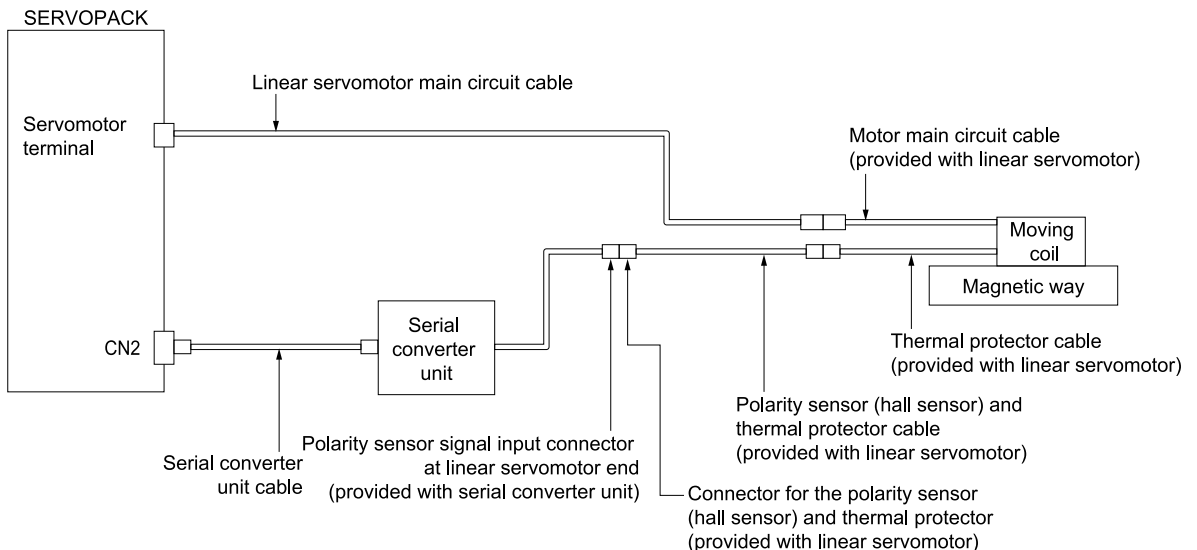 SERVOPACK
Linear servomotor main circuit cable
Servomotor
terminal
Motor main circuit cable
(provided with linear servomotor)
Moving
coil
Magnetic way
CN2
Serial
converter
unit
Thermal protector cable
(provided with linear servomotor)
Polarity sensor (hall sensor) and
thermal protector cable
(provided with linear servomotor)
Polarity sensor signal input connector
at linear servomotor end
(provided with serial converter unit)
Serial converter
unit cable
Connector for the polarity sensor
(hall sensor) and thermal protector
(provided with linear servomotor)